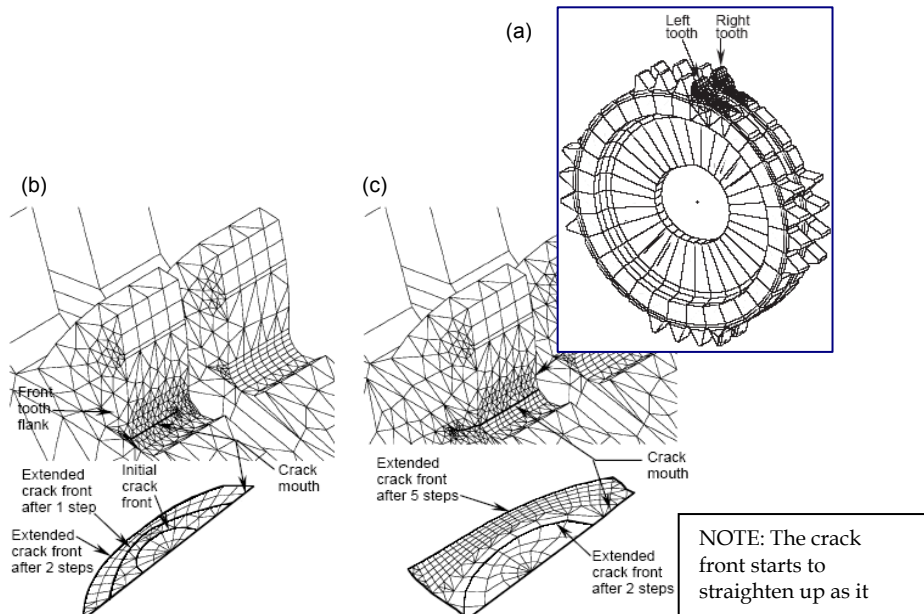 (a)
Left
tooth
Right
tooth
(b)
(c)
Front
tooth
flank
Crack
mouth
Extended
crack front
after 1 step
Initial
crack
front
Extended
crack front
after 2 steps
Crack
mouth
Extended
crack front
after 5 steps
Extended
crack front
after 2 steps
NOTE: The crack
front starts to
straighten up as it